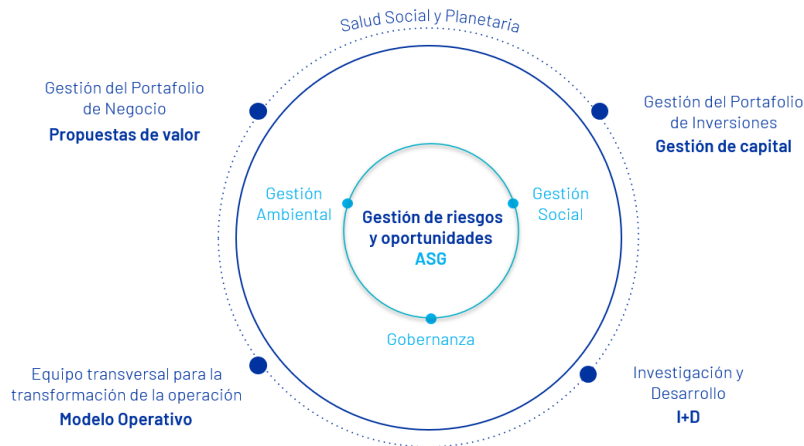 Salud Social y Planetaria
Gestión del Portafolio
de Negocio
Propuestas de valor
Gestión del Portafolio
de Inversiones
Gestión de capital
Gestión
Ambiental
Gestión de riesgos
y oportunidades
ASG
Gestión
Social
Gobernanza
Equipo transversal para la
transformación de la operación
Modelo Operativo
Investigación y
Desarrollo
I+D